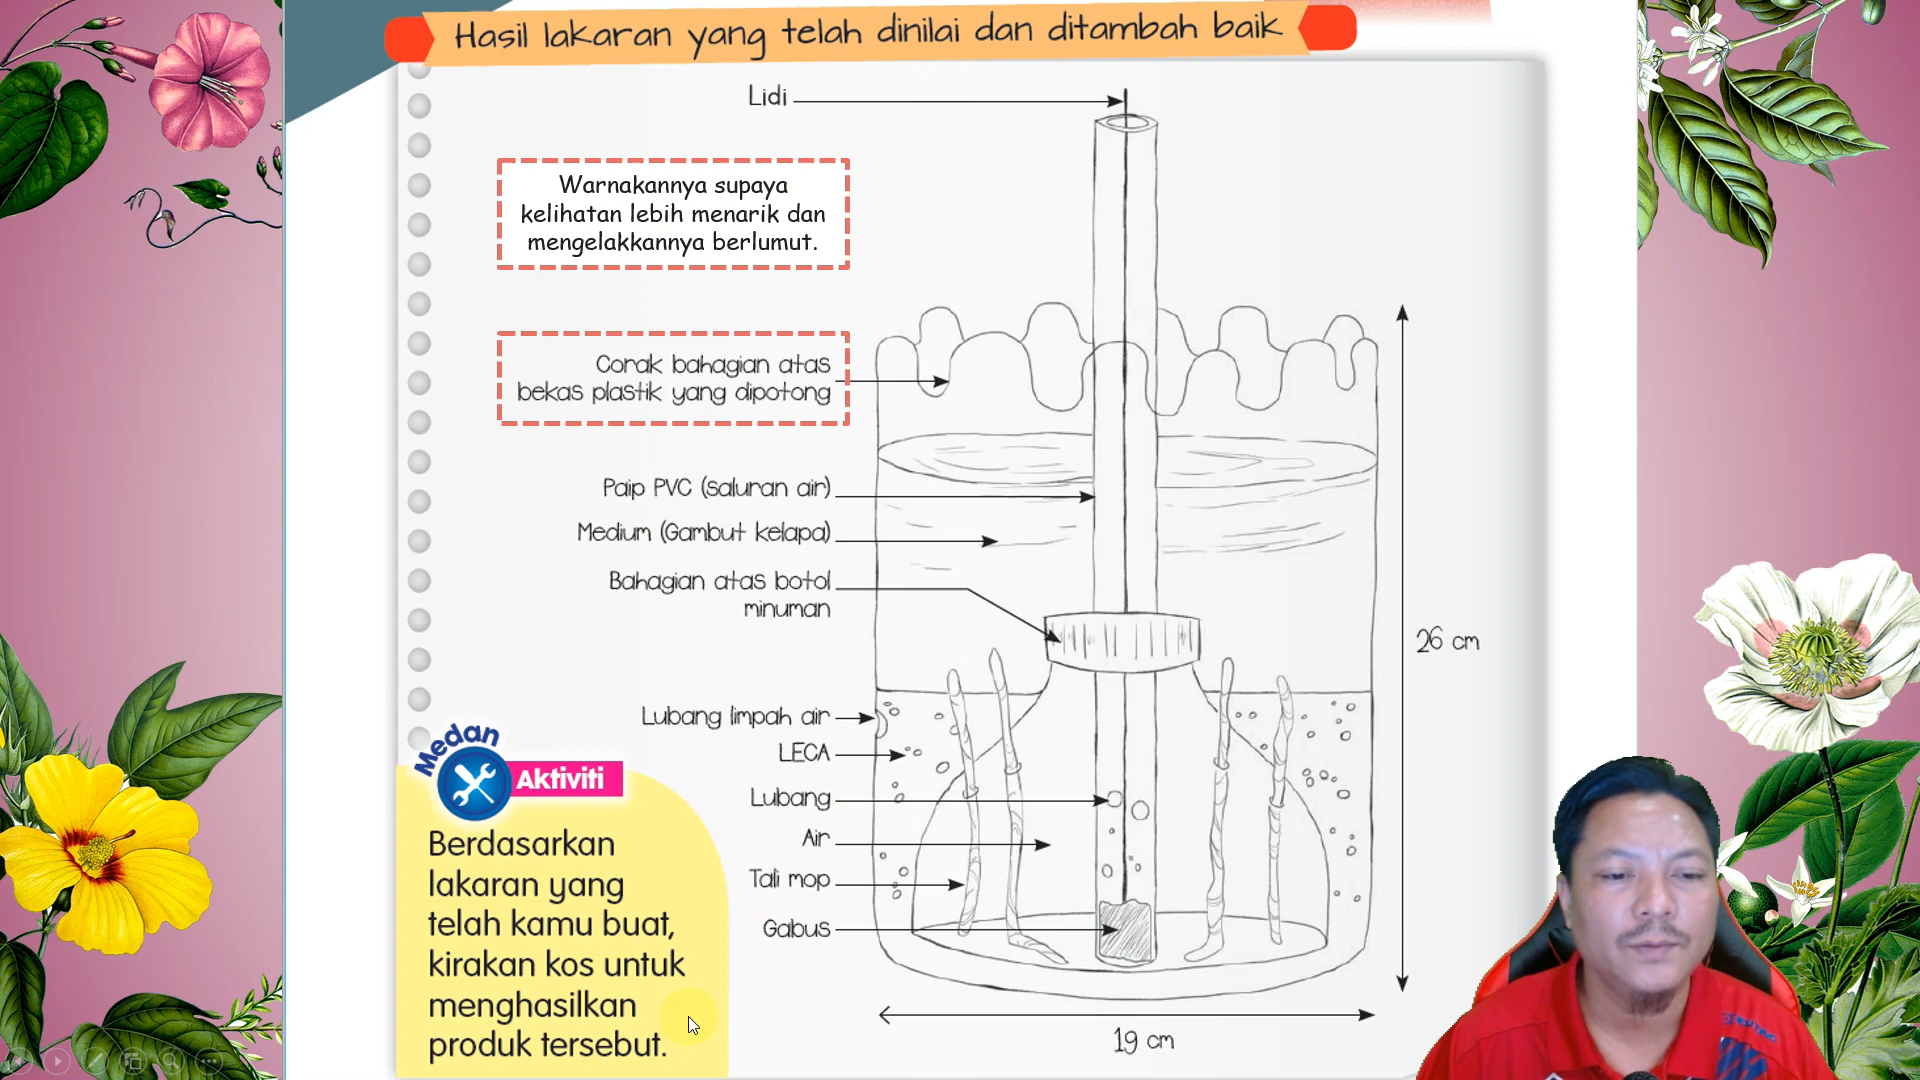 Hasil lakaran yang telah dinilai dan ditambah baik
Lidi
Warnakannya supaya
kelihatan lebih menarik dan
mengelakkannya berlumut.
Corak bahagian atas
bekas plastik yang dipotong
Paip PVC (saluran air)
Medium (Gambut kelapa)
Bahagian atas botol
minuman
26 cm
Lubang limpah air
LECA
Lubang
Air
Tali mop
Gabus
19 cm
Medan
Aktiviti
Berdasarkan
lakaran yang
telah kamu buat,
kirakan kos untuk
menghasilkan
produk tersebut.